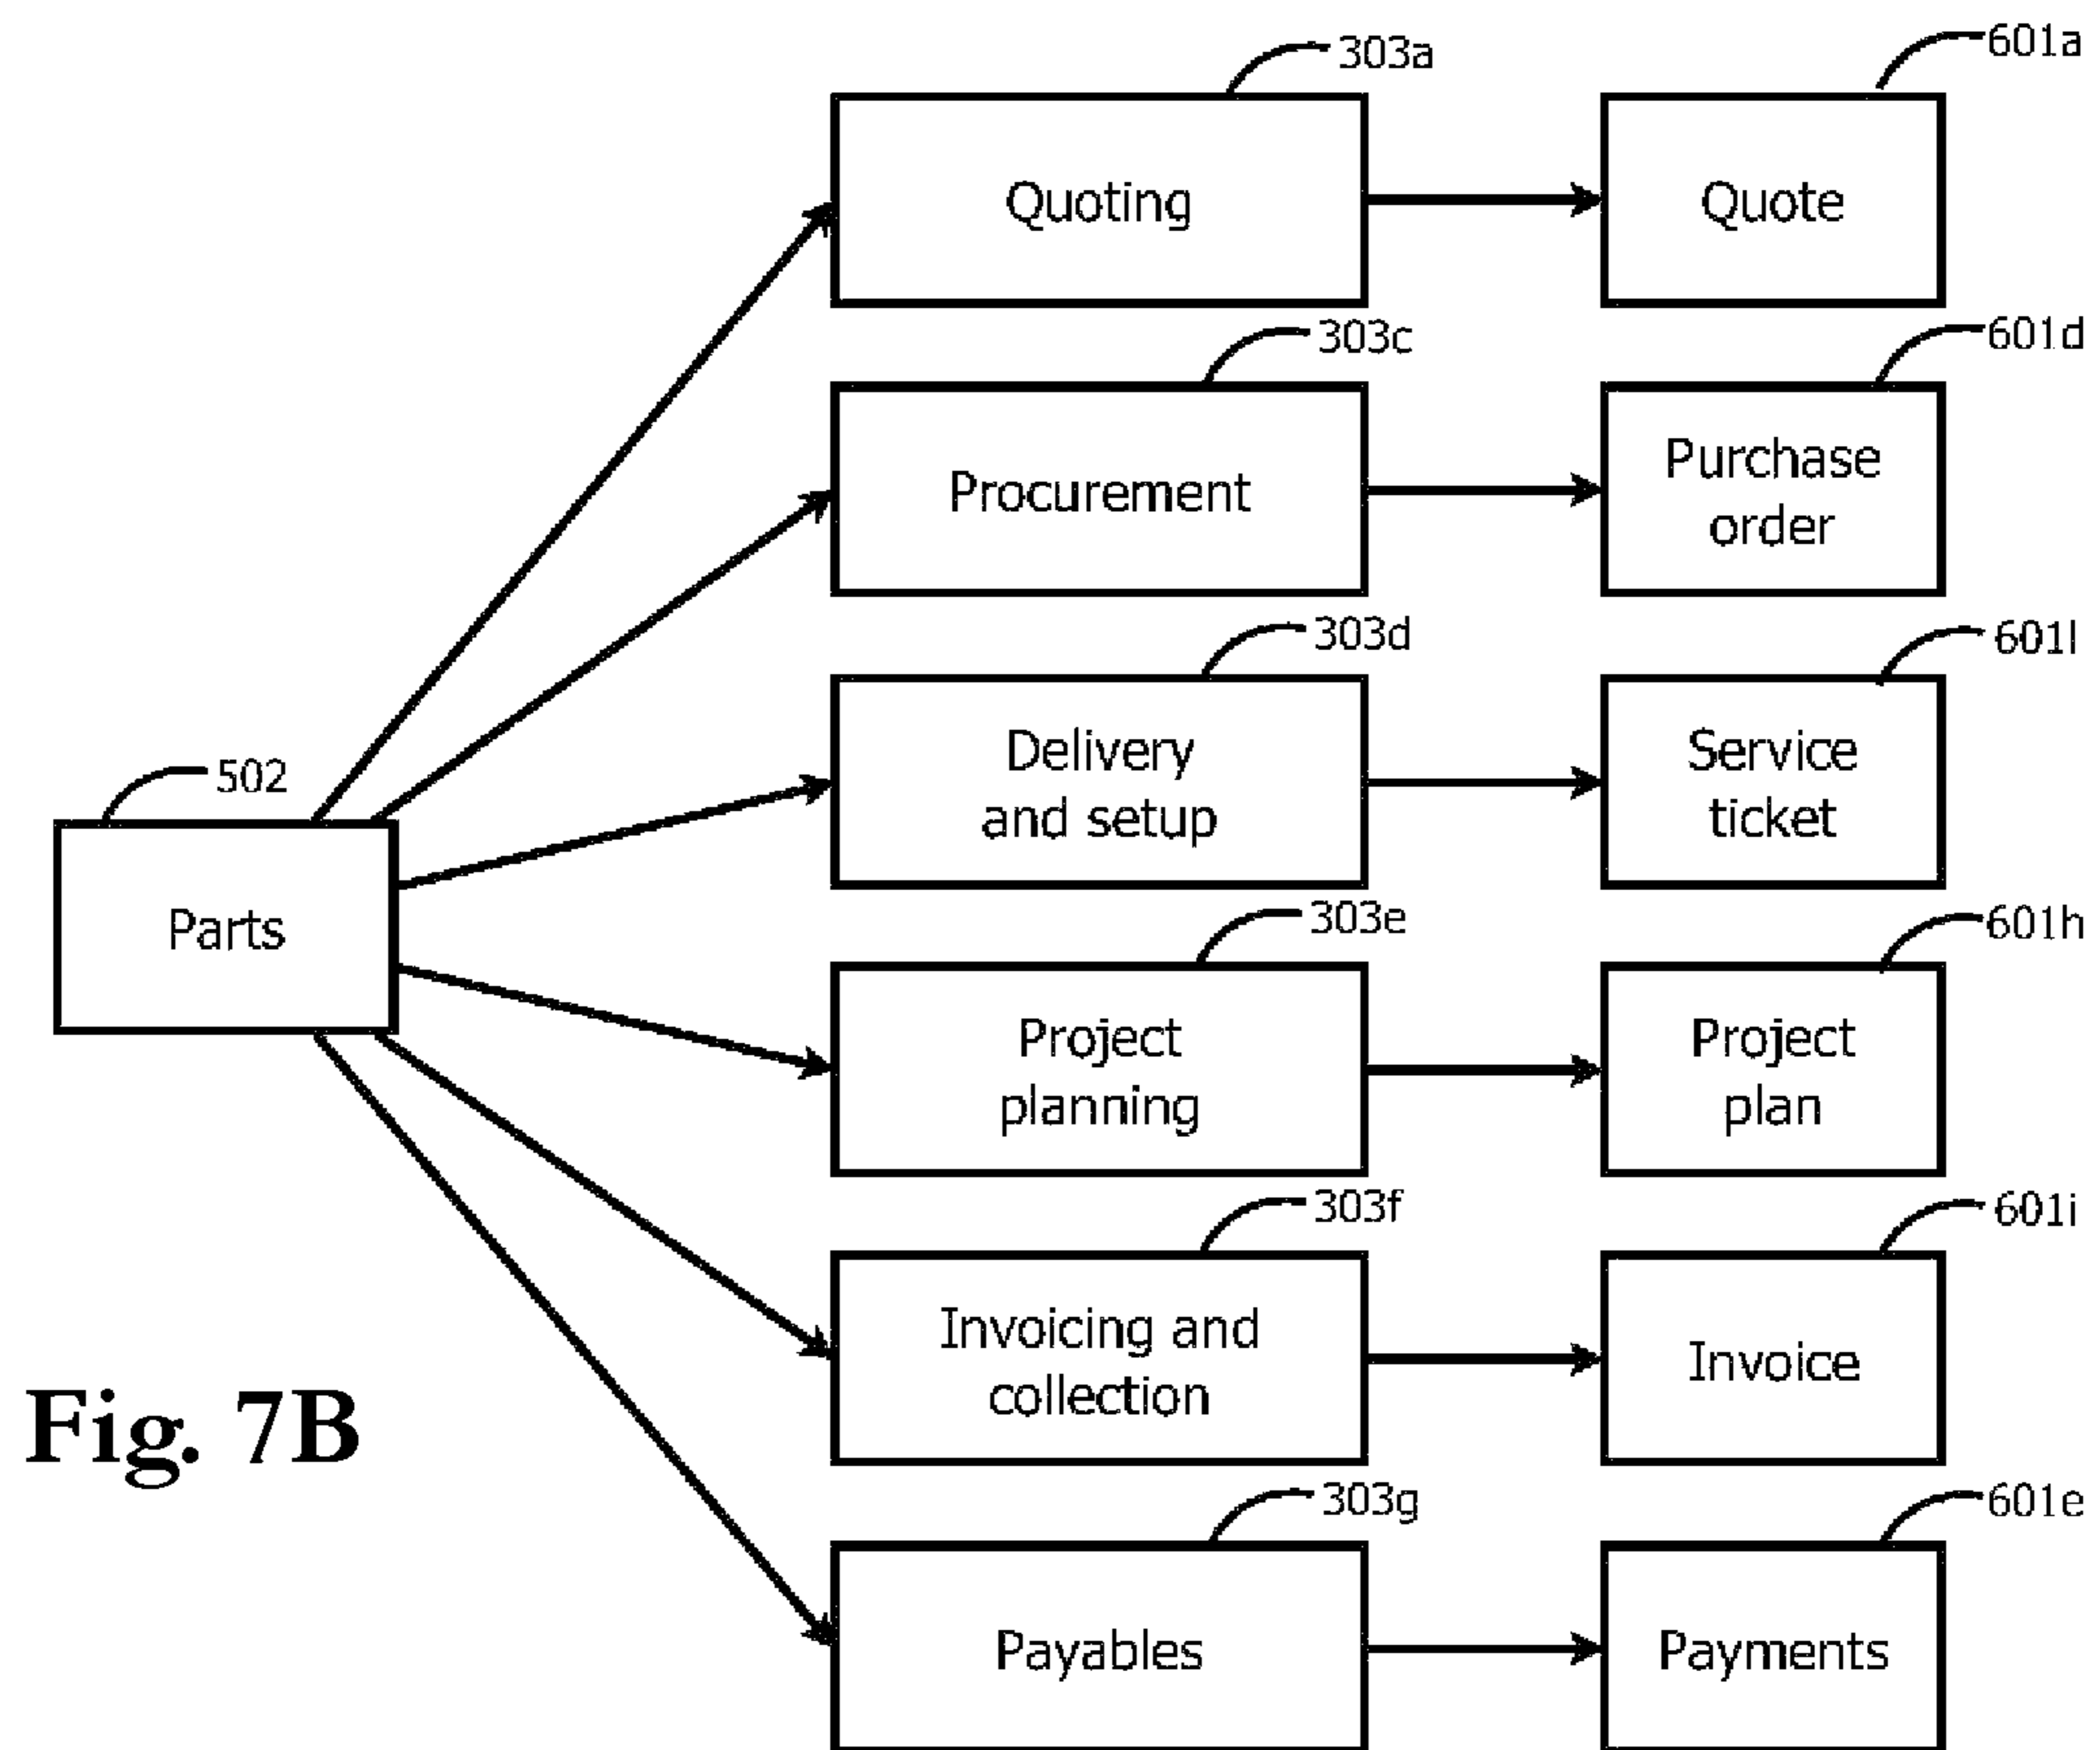 303a
601a
Quoting
Quote
303c
601d
Procurement
Purchase
order
303d
601l
Delivery
and setup
Service
ticket
502
Parts
303e
601h
Project
planning
Project
plan
303f
601i
Invoicing and
collection
Invoice
Fig. 7B
303g
601e
Payables
Payments